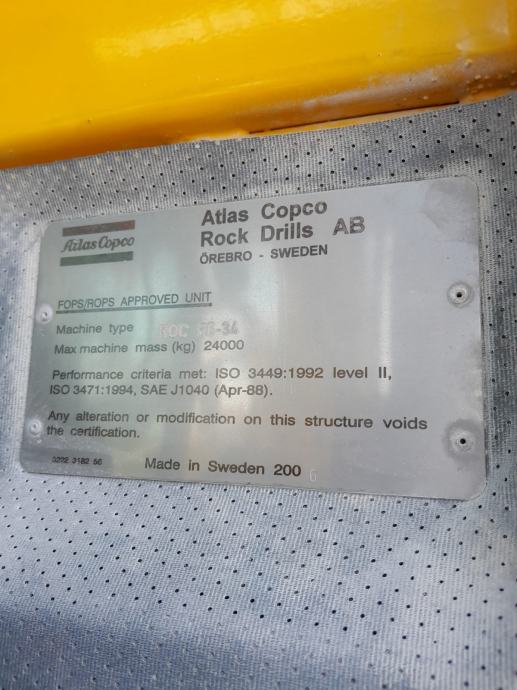 Atlas Copco
Atlas Copco
Rock Drills AB
ÖREBRO - SWEDEN
FOPS/ROPS APPROVED UNIT
Machine type ROC
Max machine mass (kg) 24000
Performance criteria met: ISO 3449:1992 level II,
ISO 3471:1994, SAE J1040 (Apr-88).
Any alteration or modification on this structure voids
the certification.
3222 3182 56
Made in Sweden 200 6